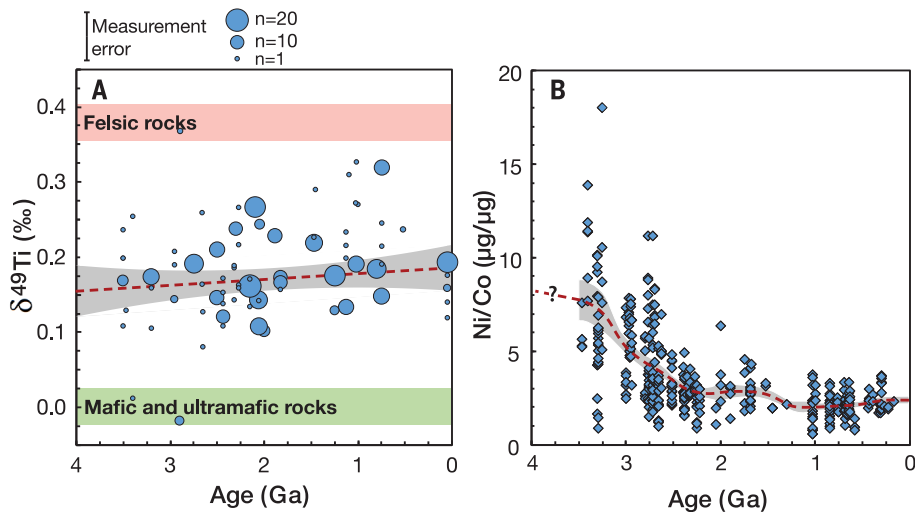 Measurement
error
n=20
n=10
n=1
A
0.4
0.3
0.2
0.1
0.0
δ⁴⁹Ti (‰)
Felsic rocks
Mafic and ultramafic rocks
4 3 2 1 0
Age (Ga)
B
20
15
10
5
0
Ni/Co (μg/μg)
?
4 3 2 1 0
Age (Ga)